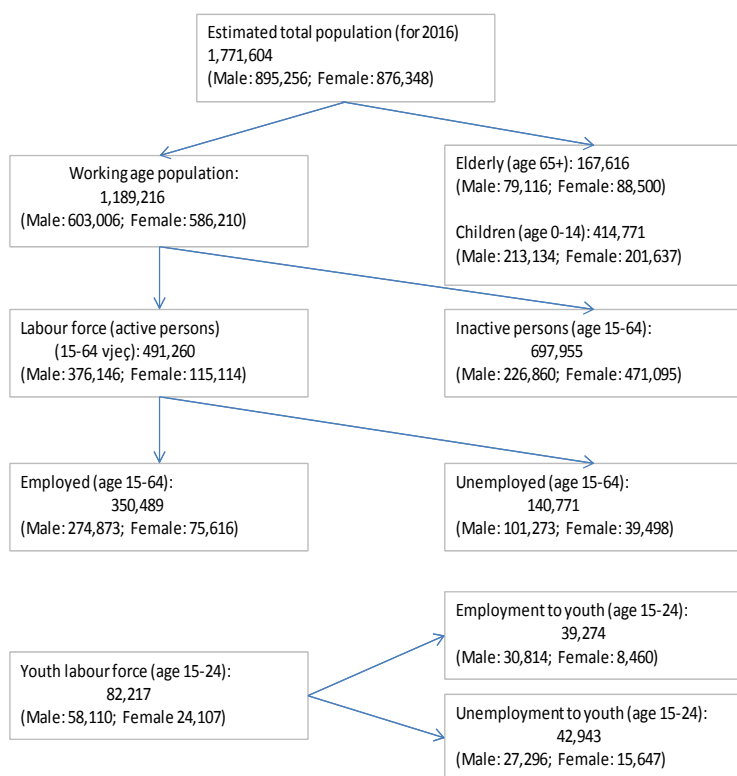 Estimated total population (for 2016)
1,771,604
(Male: 895,256; Female: 876,348)
Working age population:
1,189,216
(Male: 603,006; Female: 586,210)
Elderly (age 65+): 167,616
(Male: 79,116; Female: 88,500)
Children (age 0-14): 414,771
(Male: 213,134; Female: 201,637)
Labour force (active persons)
(15-64 vjeç): 491,260
(Male: 376,146; Female: 115,114)
Inactive persons (age 15-64):
697,955
(Male: 226,860; Female: 471,095)
Employed (age 15-64):
350,489
(Male: 274,873; Female: 75,616)
Unemployed (age 15-64):
140,771
(Male: 101,273; Female: 39,498)
Employment to youth (age 15-24):
39,274
(Male: 30,814; Female: 8,460)
Youth labour force (age 15-24):
82,217
(Male: 58,110; Female 24,107)
Unemployment to youth (age 15-24):
42,943
(Male: 27,296; Female: 15,647)